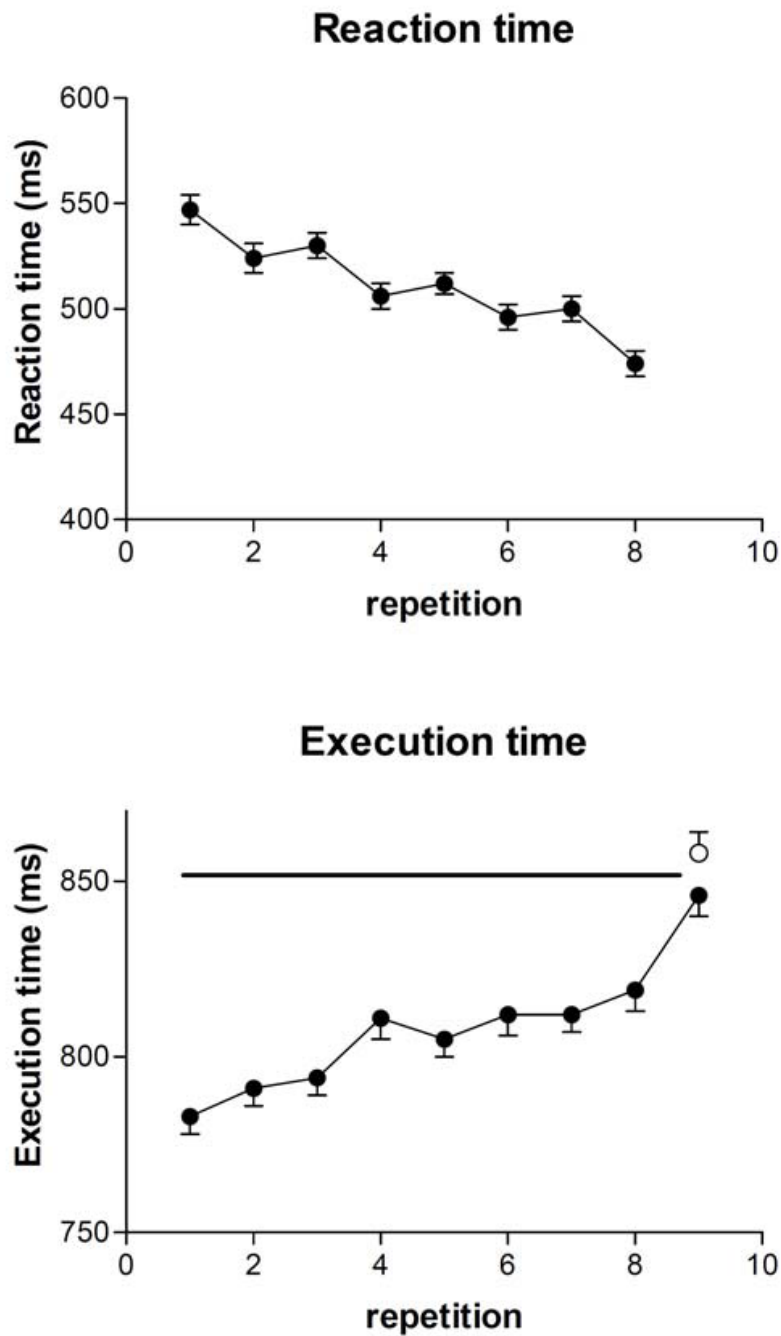 Reaction time
Reaction time (ms)
600
550
500
450
400
0 2 4 6 8 10
repetition
Execution time
Execution time (ms)
850
800
750
0 2 4 6 8 10
repetition